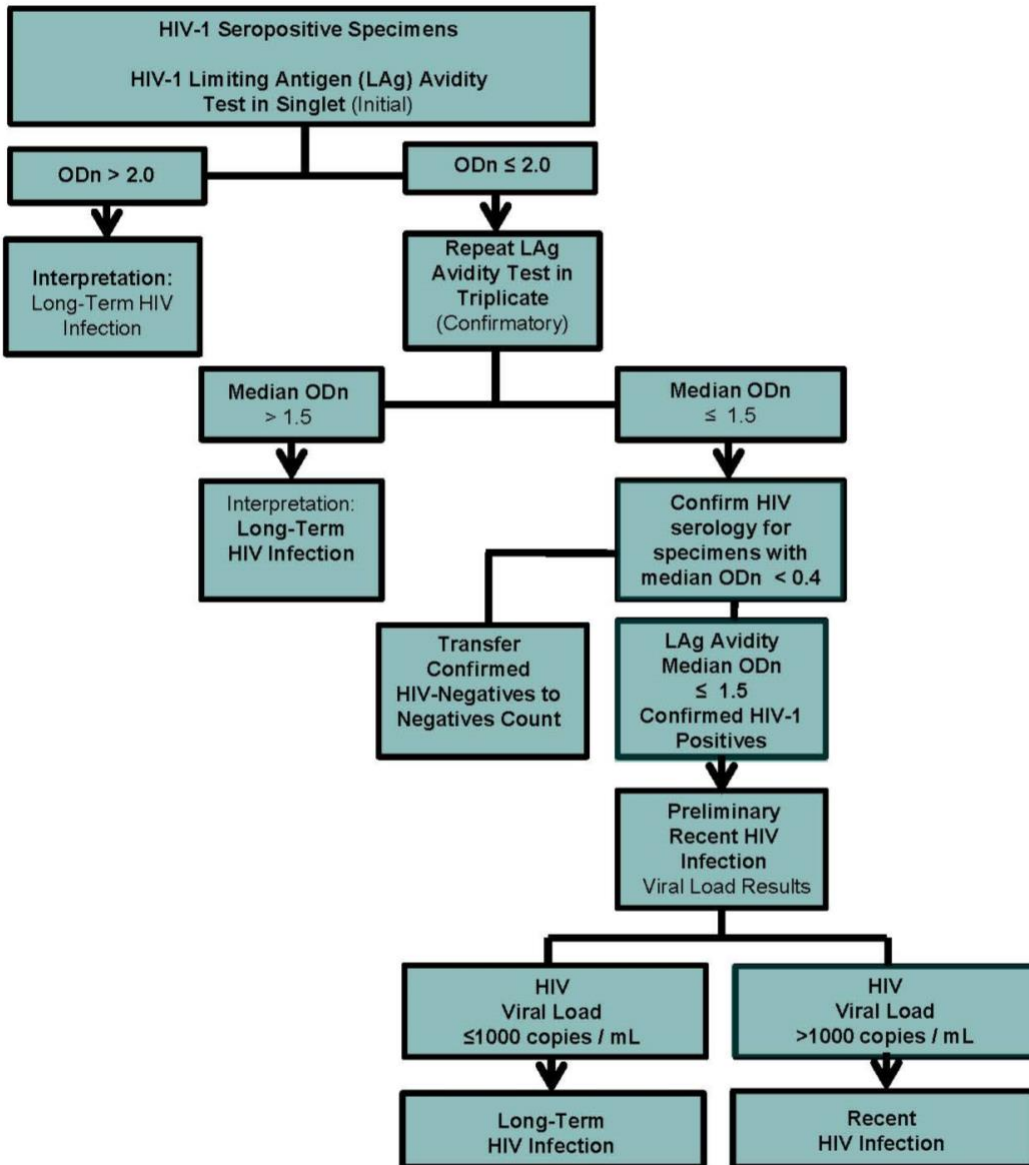 HIV-1 Seropositive Specimens
HIV-1 Limiting Antigen (LAg) Avidity
Test in Singlet (Initial)
ODn > 2.0
ODn ≤ 2.0
Interpretation:
Long-Term HIV
Infection
Repeat LAg
Avidity Test in
Triplicate
(Confirmatory)
Median ODn
> 1.5
Median ODn
≤ 1.5
Interpretation:
Long-Term
HIV Infection
Confirm HIV
serology for
specimens with
median ODn < 0.4
Transfer
Confirmed
HIV-Negatives to
Negatives Count
LAg Avidity
Median ODn
≤ 1.5
Confirmed HIV-1
Positives
Preliminary
Recent HIV
Infection
Viral Load Results
HIV
Viral Load
≤1000 copies / mL
HIV
Viral Load
>1000 copies / mL
Long-Term
HIV Infection
Recent
HIV Infection